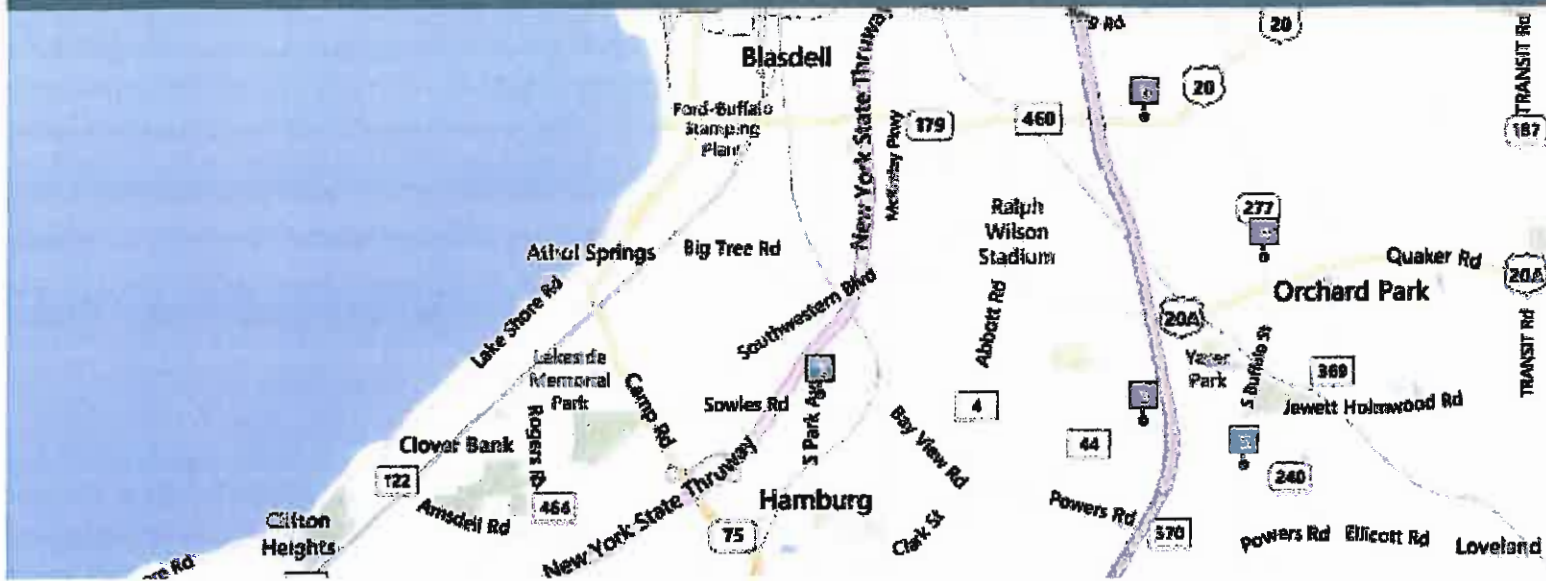 Blasdell
20
TRANSIT Rd
New York State Thruway
20
Ford-Buffalo
Stamping
Plant
McKinley Pkwy
179
460
187
Ralph
Wilson
Stadium
277
Athol Springs
Big Tree Rd
Quaker Rd
20A
Orchard Park
Lake Shore Rd
Southwestern Blvd
Abbott Rd
20A
S Buffalo St
TRANSIT Rd
Lakeside
Memorial
Park
Yates
Park
369
Camp Rd
Sowles Rd
S Park Ave
4
Jewett Holmwood Rd
Rogers Rd
Bay View Rd
Clover Bank
44
122
240
464
Amsdell Rd
New York State Thruway
Hamburg
Powers Rd
Clifton
Heights
75
Clark St
370
Powers Rd
Ellicott Rd
Loveland
ore Rd